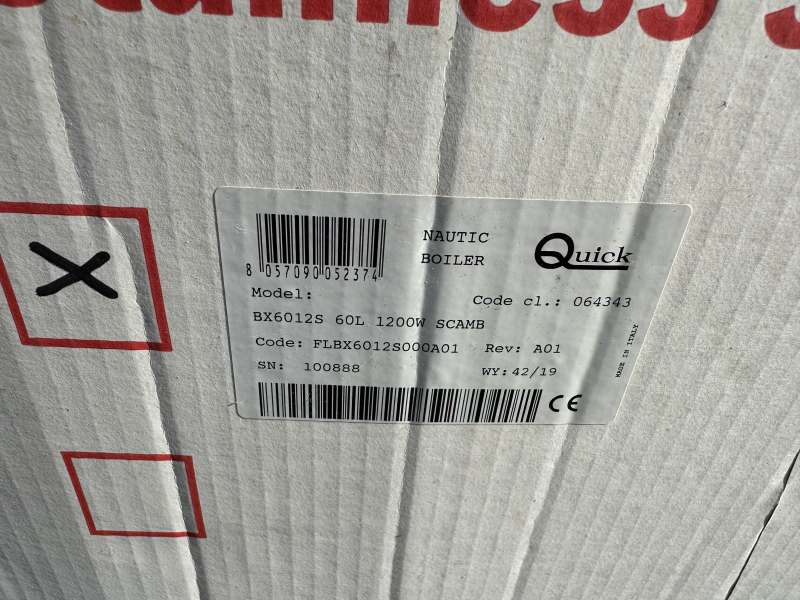 NAUTIC
BOILER
Quick
8 057090 052374
Model:
Code cl.: 064343
BX6012S 60L 1200W SCAMB
Code: FLBX6012S000A01 Rev: A01
SN: 100888 WY: 42/19
MADE IN ITALY
CE